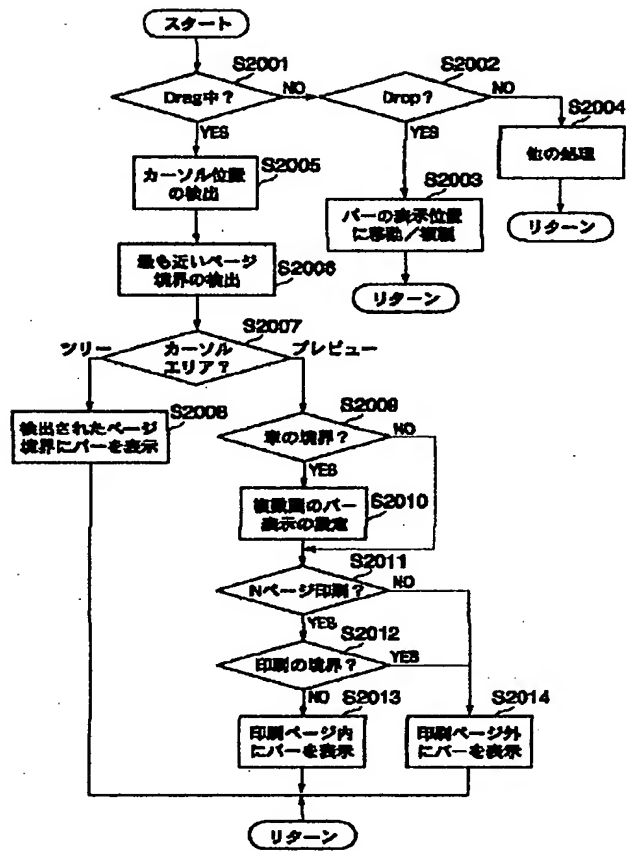 スタート
S2001
Drag中?
NO
YES
S2002
Drop?
NO
YES
S2004
他の処理
リターン
S2005
カーソル位置
の検出
S2003
バーの表示位置
に移動/複製
リターン
S2006
最も近いページ
境界の検出
S2007
カーソル
エリア?
ツリー
プレビュー
S2008
検出されたページ
境界にバーを表示
S2009
章の境界?
NO
YES
S2010
複数個のバー
表示の設定
S2011
Nページ印刷?
NO
YES
S2012
印刷の境界?
YES
NO
S2013
印刷ページ内
にバーを表示
S2014
印刷ページ外
にバーを表示
リターン